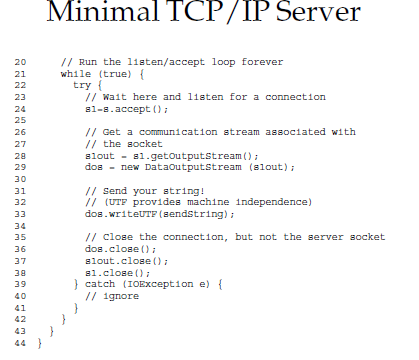 Minimal TCP/IP Server
20 // Run the listen/accept loop forever
21 while (true) {
22 try {
23 // Wait here and listen for a connection
24 s1=s.accept();
25
26 // Get a communication stream associated with
27 // the socket
28 s1out = s1.getOutputStream();
29 dos = new DataOutputStream (s1out);
30
31 // Send your string!
32 // (UTF provides machine independence)
33 dos.writeUTF(sendString);
34
35 // Close the connection, but not the server socket
36 dos.close();
37 s1out.close();
38 s1.close();
39 } catch (IOException e) {
40 // ignore
41 }
42 }
43 }
44 }